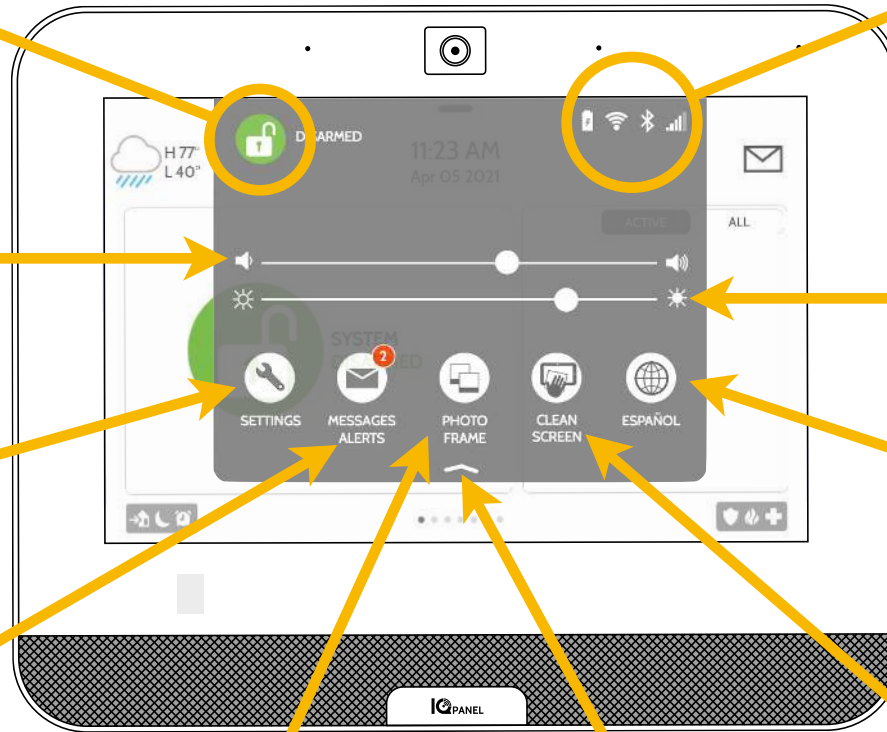 DISARMED
H 77°
L 40°
11:23 AM
Apr 05 2021
ACTIVE
ALL
SYSTEM
DISARMED
2
SETTINGS
MESSAGES
ALERTS
PHOTO
FRAME
CLEAN
SCREEN
ESPAÑOL
IQ PANEL